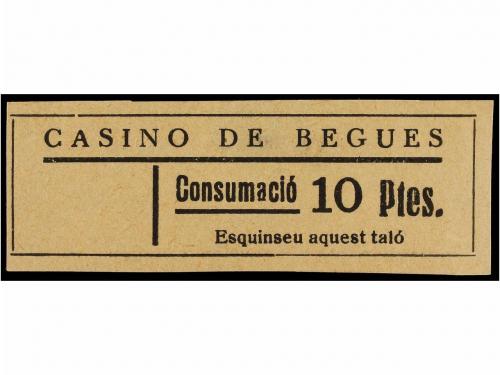 CASINO DE BEGUES
Consumació 10 Ptes.
Esquinseu aquest taló